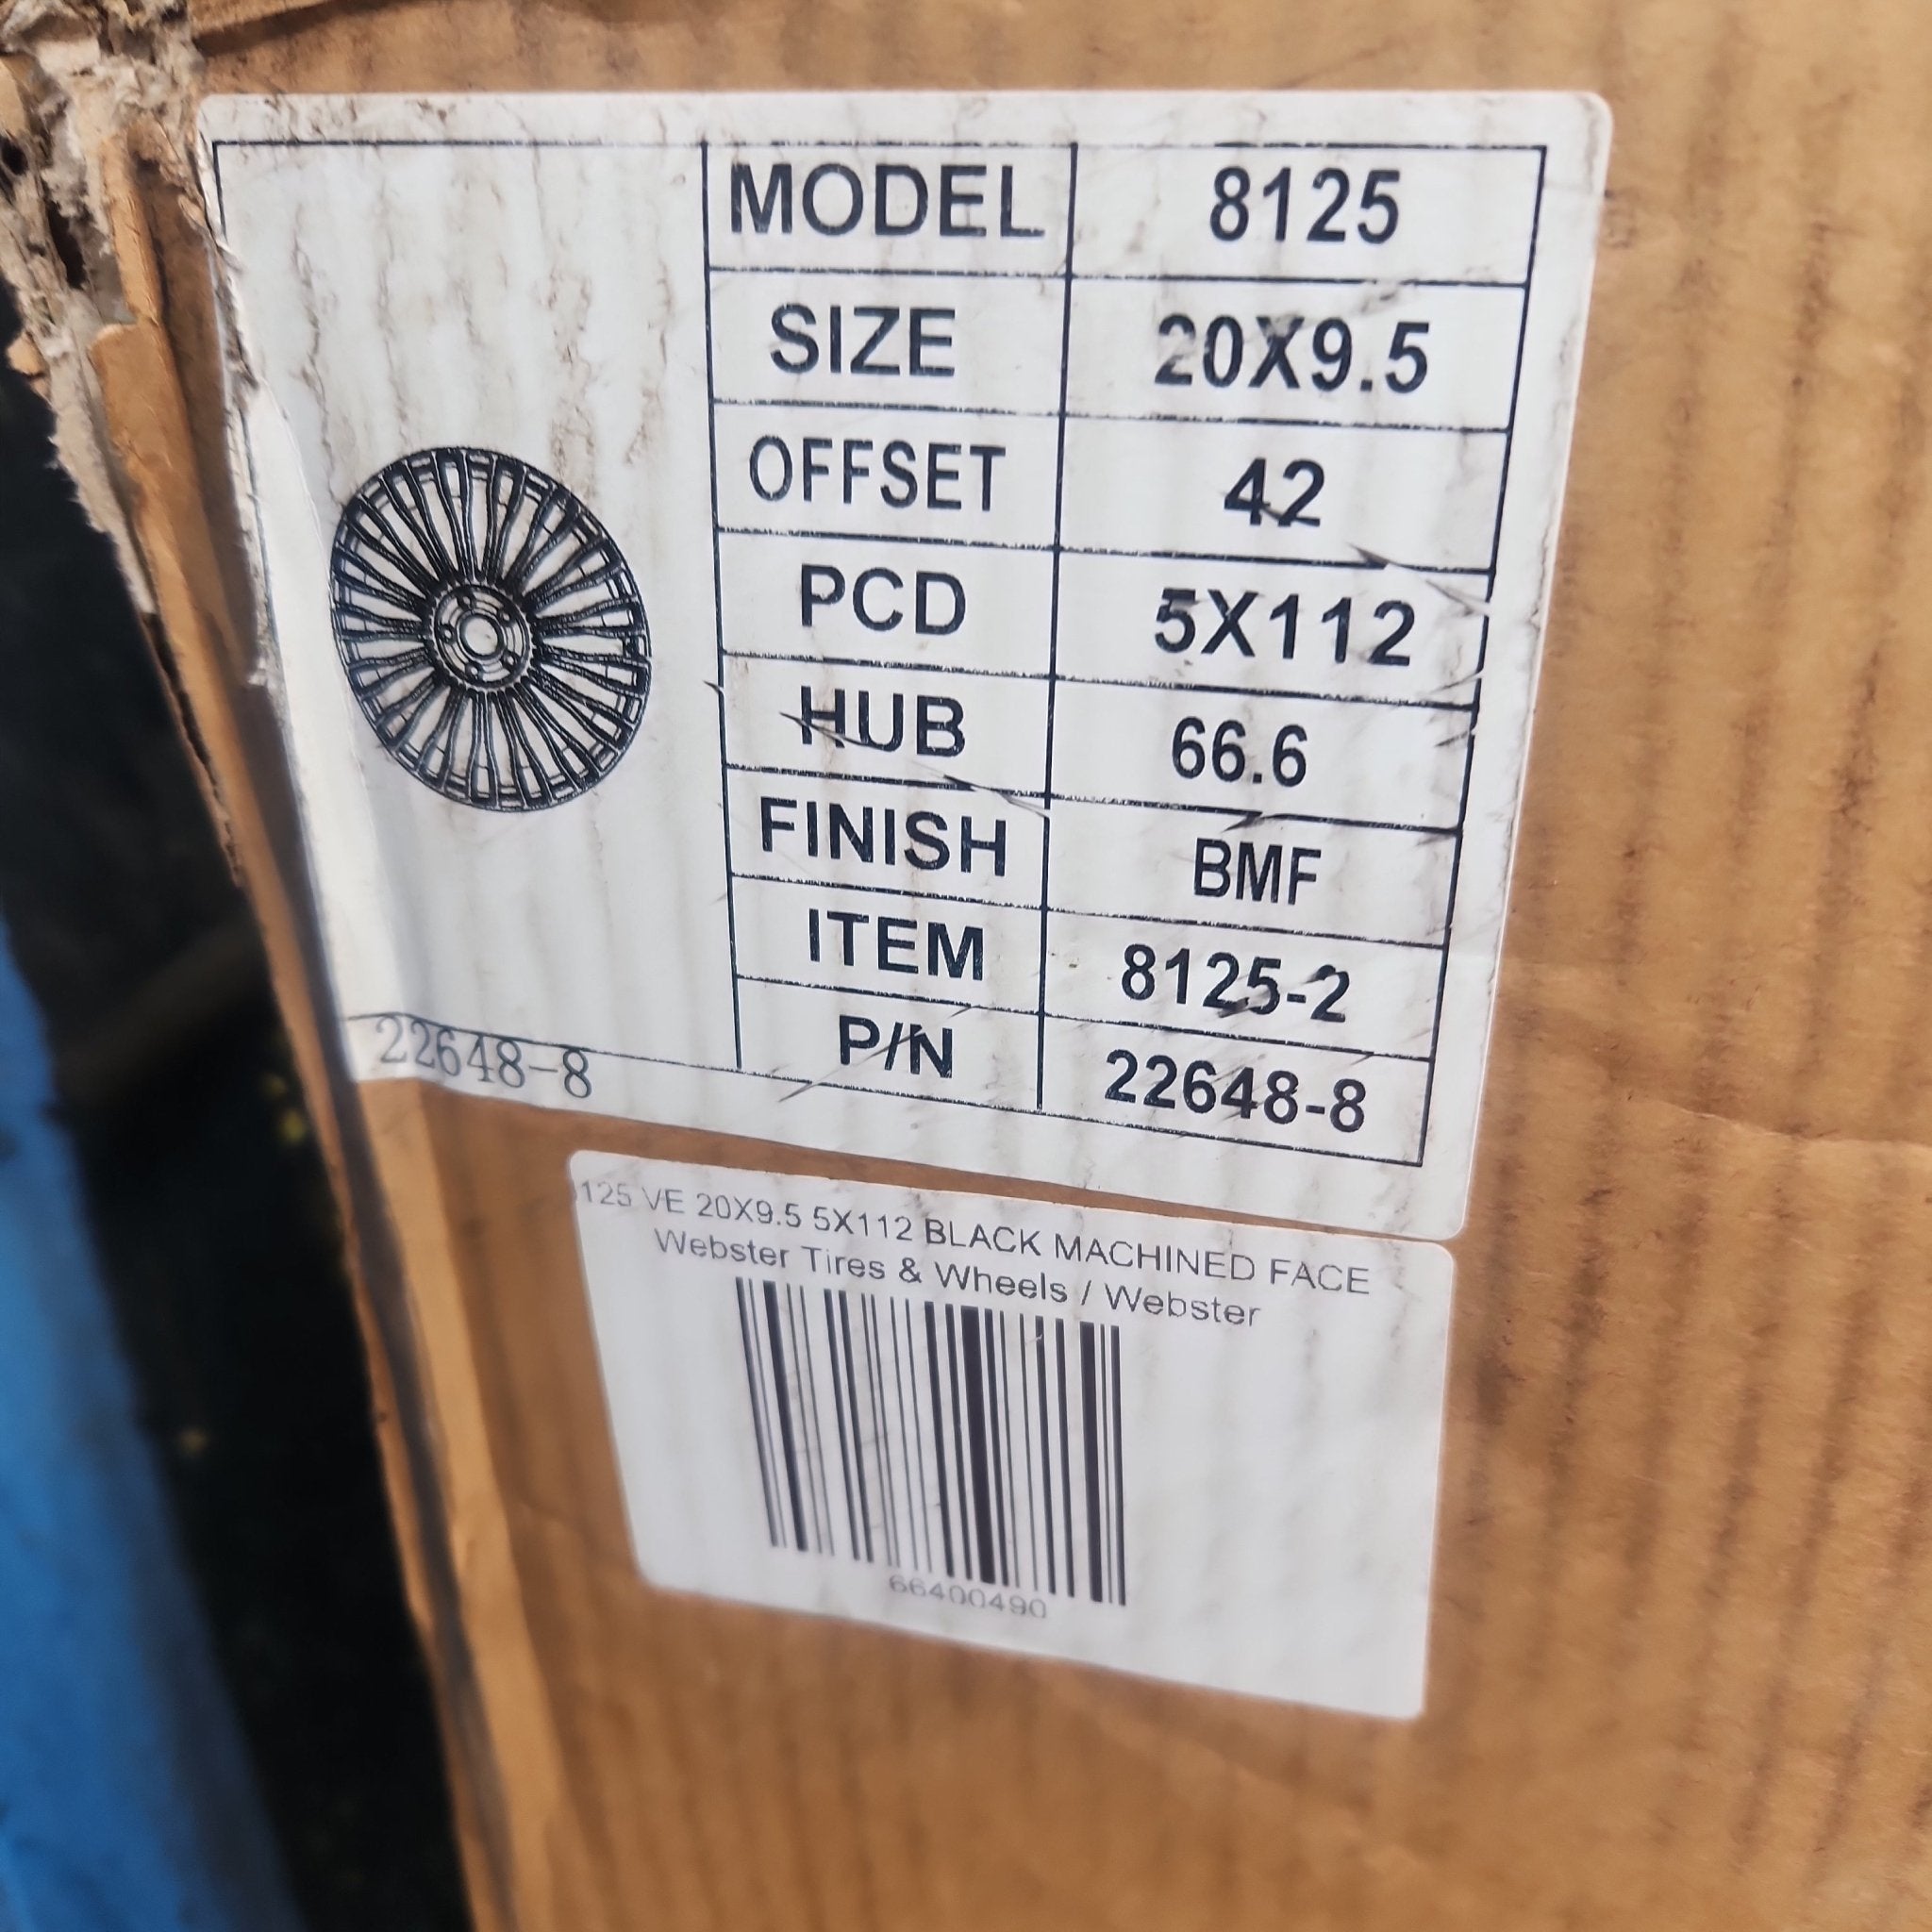 MODEL 8125
SIZE 20X9.5
OFFSET 42
PCD 5X112
HUB 66.6
FINISH BMF
ITEM 8125-2
P/N 22648-8
22648-8
125 VE 20X9.5 5X112 BLACK MACHINED FACE
Webster Tires & Wheels / Webster
66400490